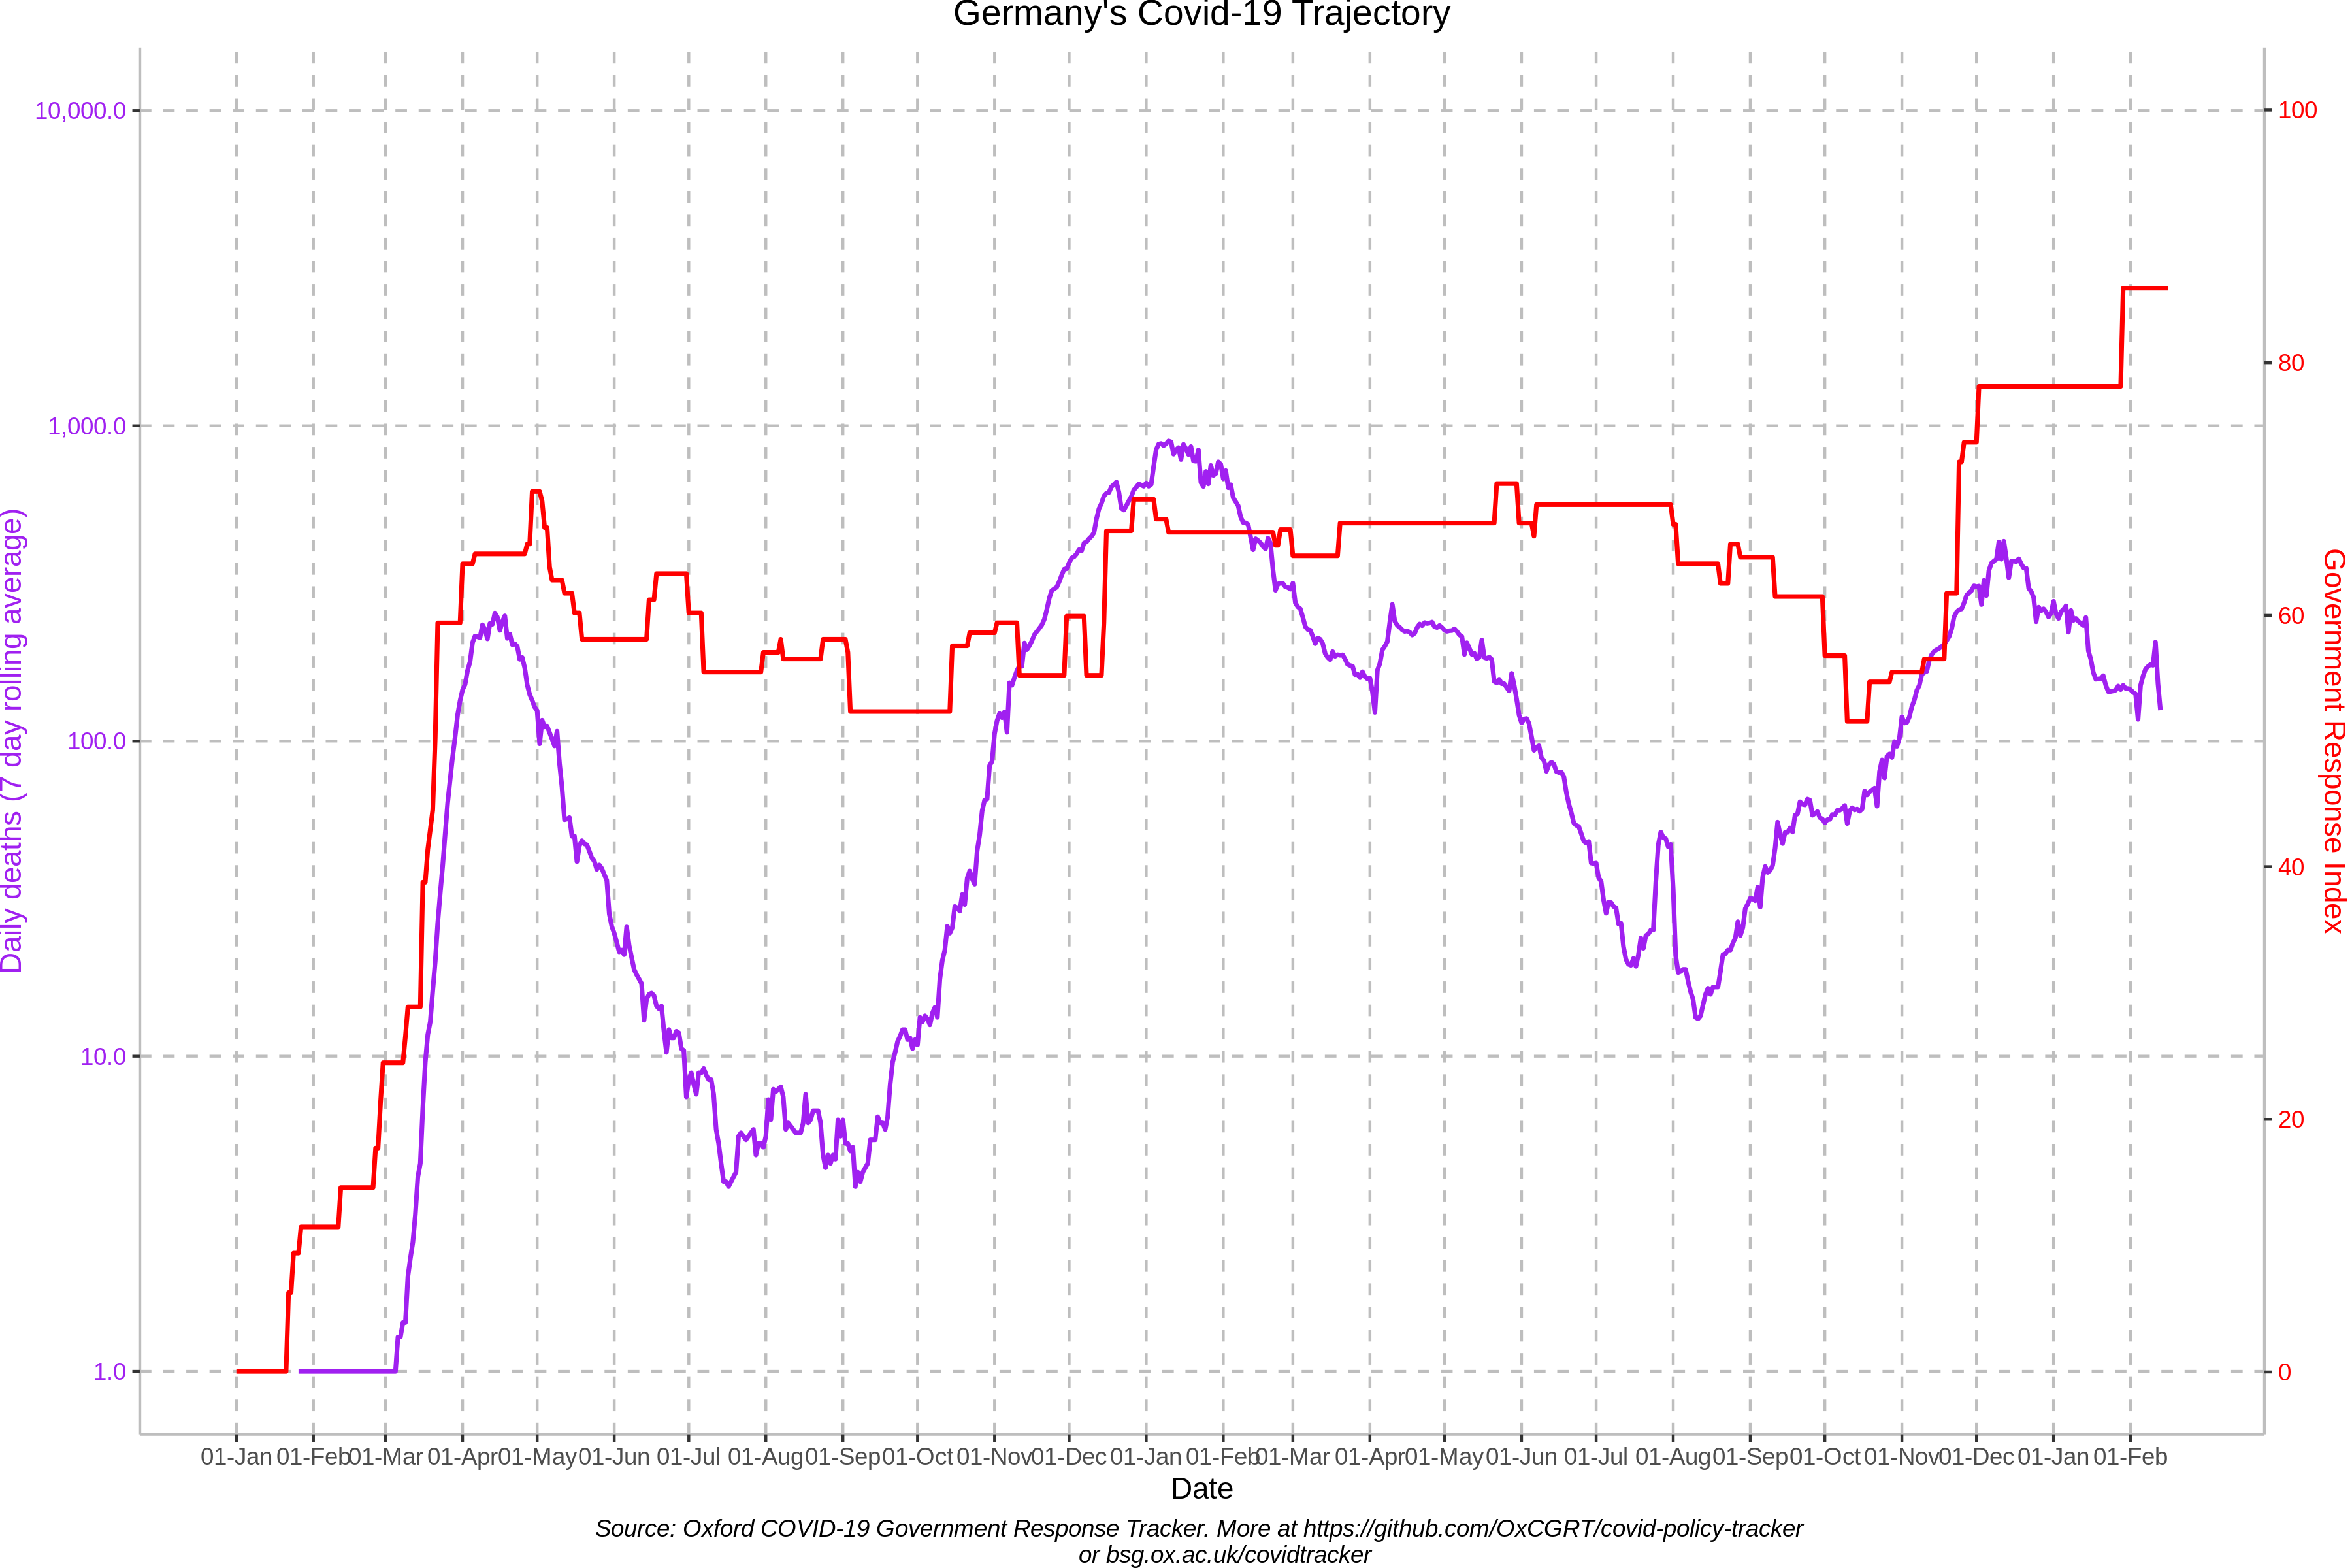 Germany's Covid-19 Trajectory
10,000.0
1,000.0
100.0
10.0
1.0
Daily deaths (7 day rolling average)
100
80
60
40
20
0
Government Response Index
01-Jan 01-Feb 01-Mar 01-Apr 01-May 01-Jun 01-Jul 01-Aug 01-Sep 01-Oct 01-Nov 01-Dec 01-Jan 01-Feb 01-Mar 01-Apr 01-May 01-Jun 01-Jul 01-Aug 01-Sep 01-Oct 01-Nov 01-Dec 01-Jan 01-Feb
Date
Source: Oxford COVID-19 Government Response Tracker. More at https://github.com/OxCGRT/covid-policy-tracker
or bsg.ox.ac.uk/covidtracker